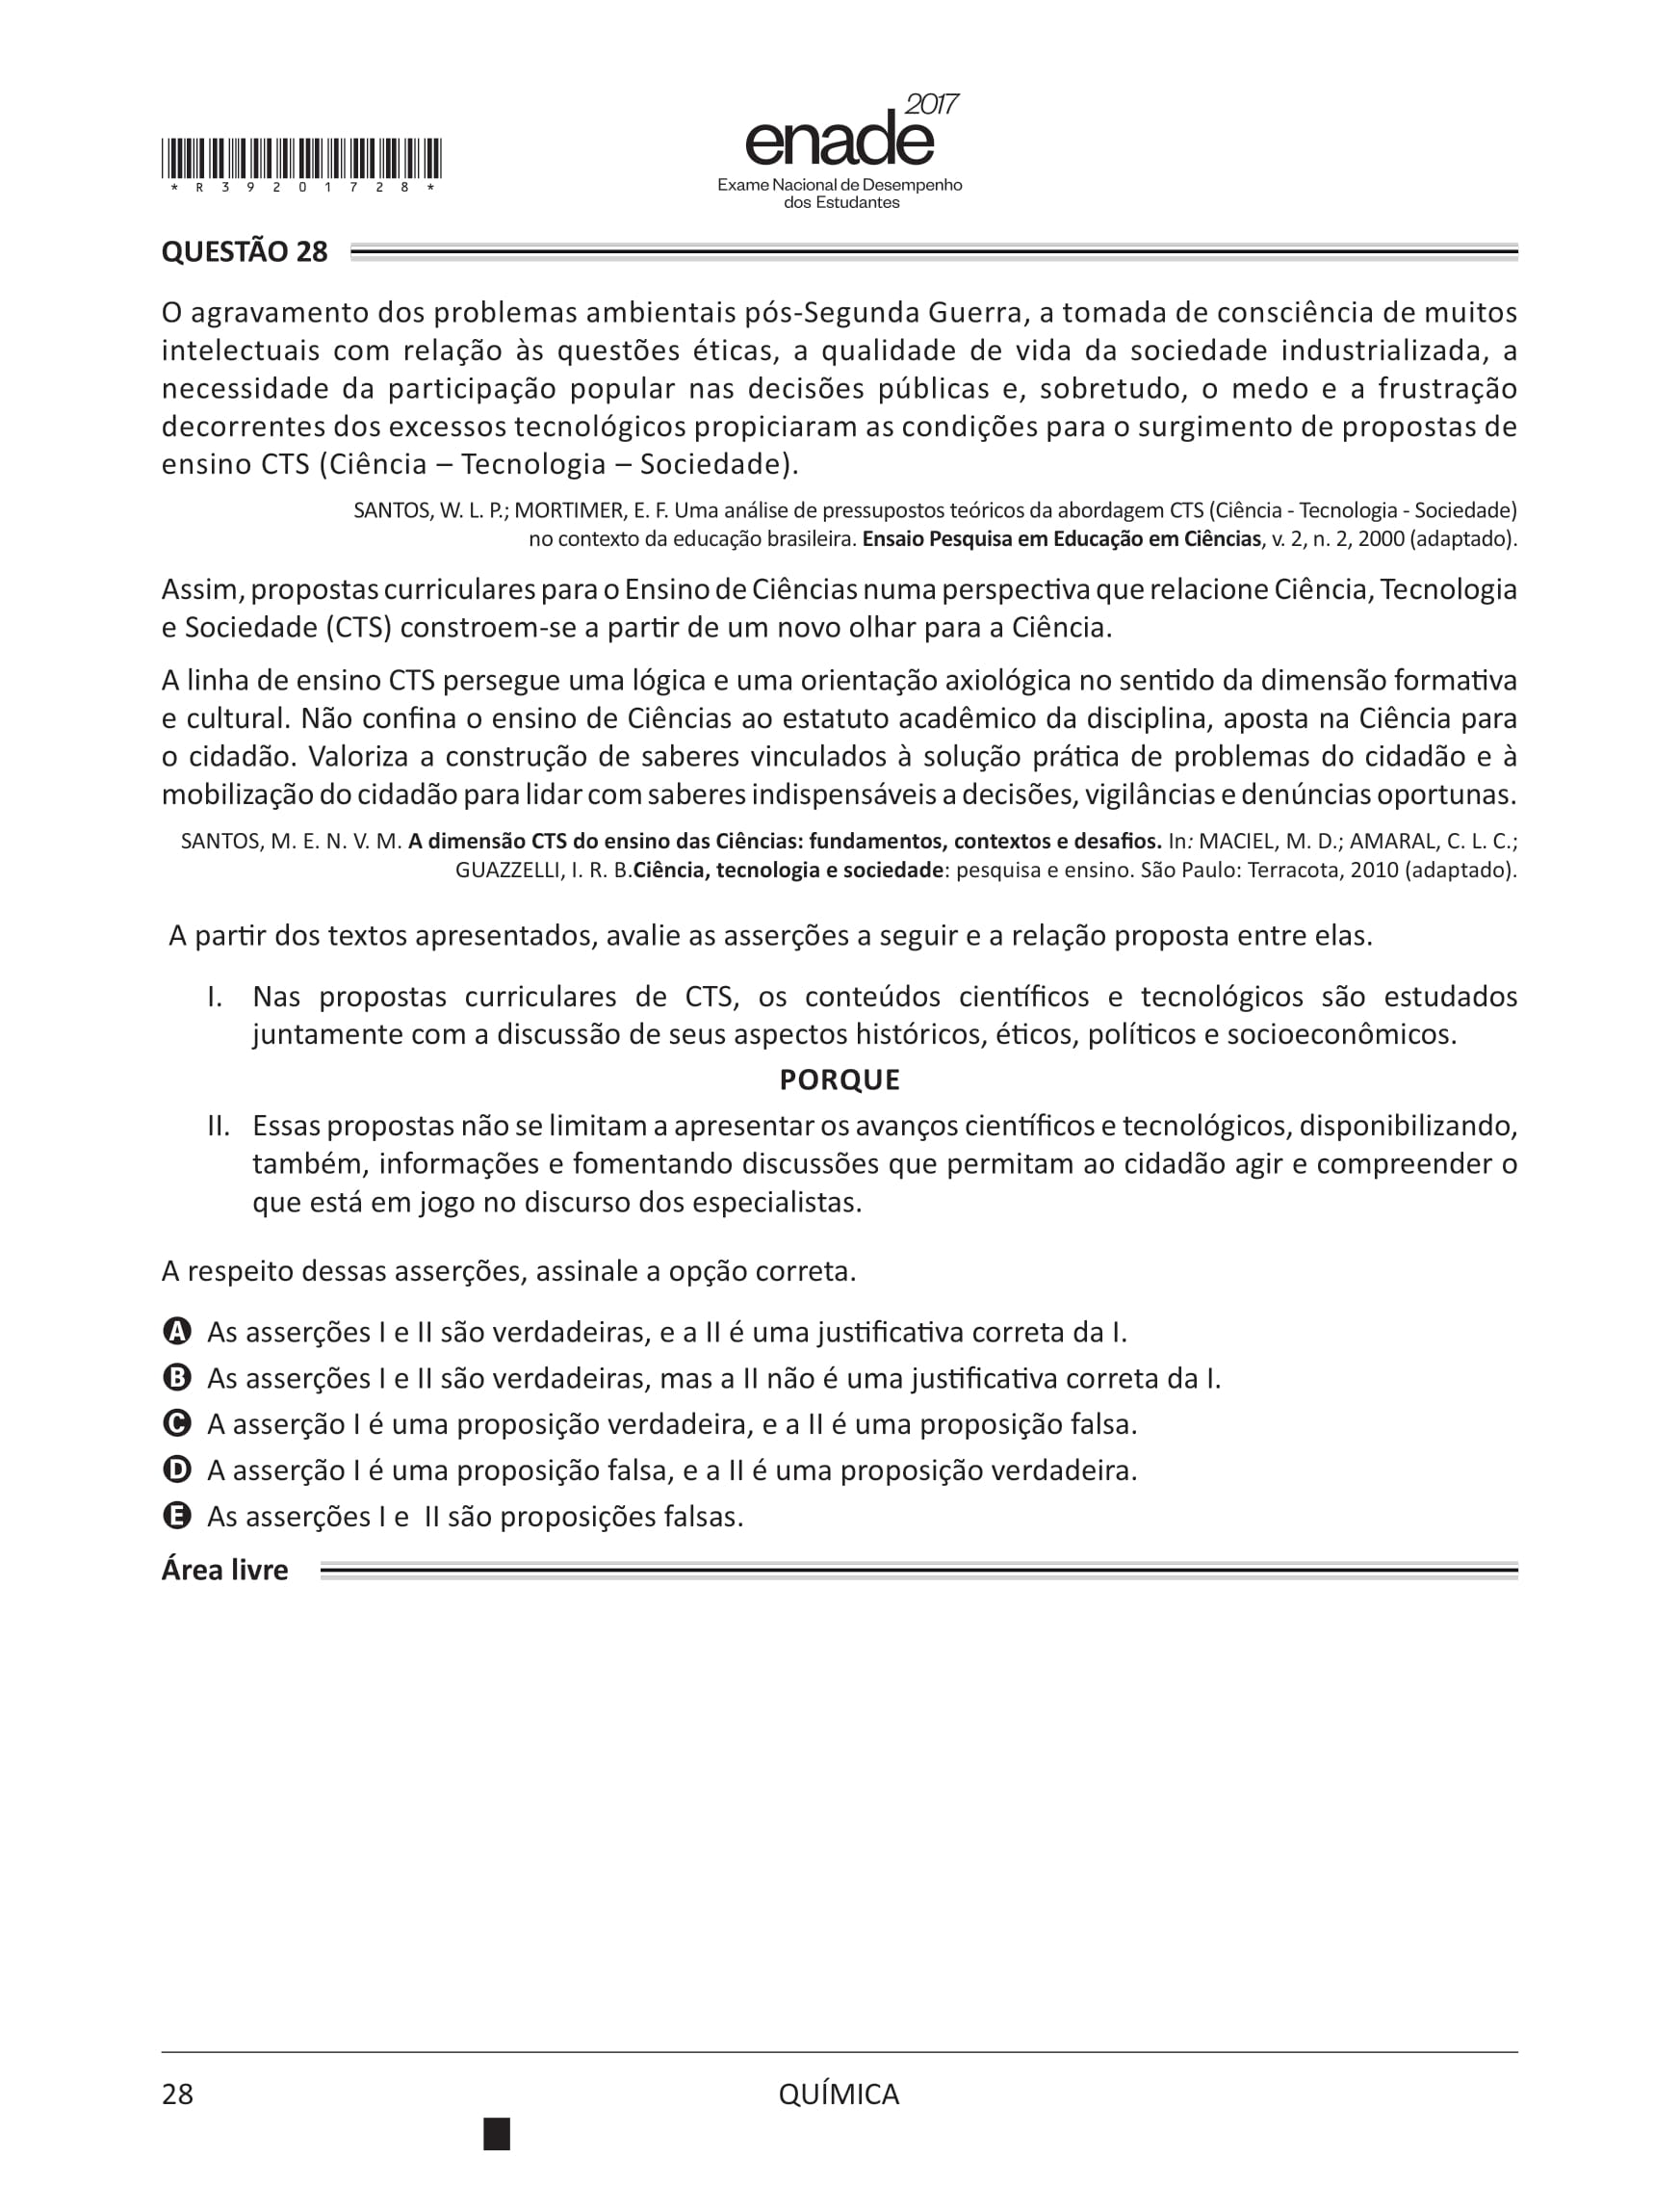 2017
enade
Exame Nacional de Desempenho
dos Estudantes
* R 3 9 2 0 1 7 2 8 *
QUESTÃO 28
O agravamento dos problemas ambientais pós-Segunda Guerra, a tomada de consciência de muitos
intelectuais com relação às questões éticas, a qualidade de vida da sociedade industrializada, a
necessidade da participação popular nas decisões públicas e, sobretudo, o medo e a frustração
decorrentes dos excessos tecnológicos propiciaram as condições para o surgimento de propostas de
ensino CTS (Ciência – Tecnologia – Sociedade).
SANTOS, W. L. P.; MORTIMER, E. F. Uma análise de pressupostos teóricos da abordagem CTS (Ciência - Tecnologia - Sociedade)
no contexto da educação brasileira. Ensaio Pesquisa em Educação em Ciências, v. 2, n. 2, 2000 (adaptado).
Assim, propostas curriculares para o Ensino de Ciências numa perspectiva que relacione Ciência, Tecnologia
e Sociedade (CTS) constroem-se a partir de um novo olhar para a Ciência.
A linha de ensino CTS persegue uma lógica e uma orientação axiológica no sentido da dimensão formativa
e cultural. Não confina o ensino de Ciências ao estatuto acadêmico da disciplina, aposta na Ciência para
o cidadão. Valoriza a construção de saberes vinculados à solução prática de problemas do cidadão e à
mobilização do cidadão para lidar com saberes indispensáveis a decisões, vigilâncias e denúncias oportunas.
SANTOS, M. E. N. V. M. A dimensão CTS do ensino das Ciências: fundamentos, contextos e desafios. In: MACIEL, M. D.; AMARAL, C. L. C.;
GUAZZELLI, I. R. B.Ciência, tecnologia e sociedade: pesquisa e ensino. São Paulo: Terracota, 2010 (adaptado).
A partir dos textos apresentados, avalie as asserções a seguir e a relação proposta entre elas.
I. Nas propostas curriculares de CTS, os conteúdos científicos e tecnológicos são estudados
juntamente com a discussão de seus aspectos históricos, éticos, políticos e socioeconômicos.
PORQUE
II. Essas propostas não se limitam a apresentar os avanços científicos e tecnológicos, disponibilizando,
também, informações e fomentando discussões que permitam ao cidadão agir e compreender o
que está em jogo no discurso dos especialistas.
A respeito dessas asserções, assinale a opção correta.
A As asserções I e II são verdadeiras, e a II é uma justificativa correta da I.
B As asserções I e II são verdadeiras, mas a II não é uma justificativa correta da I.
C A asserção I é uma proposição verdadeira, e a II é uma proposição falsa.
D A asserção I é uma proposição falsa, e a II é uma proposição verdadeira.
E As asserções I e II são proposições falsas.
Área livre
28
QUÍMICA